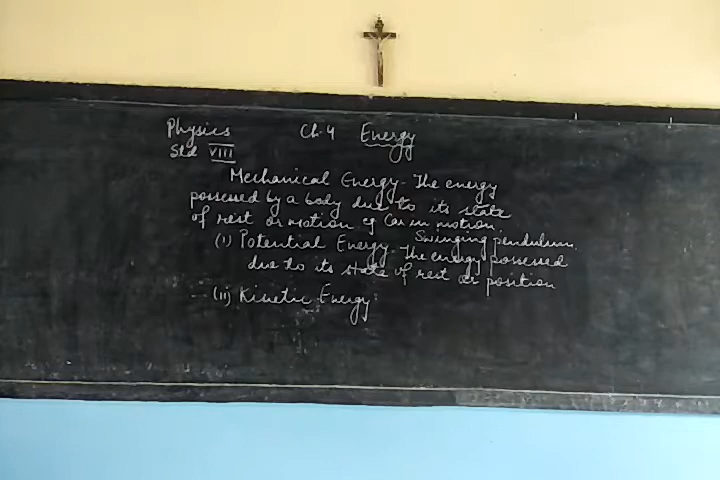 Physics Ch-4 Energy
Std VIII
Mechanical Energy - The energy
possessed by a body due to its state
of rest or motion eg Car in motion,
Swinging pendulum.
(i) Potential Energy - The energy possessed
due to its state of rest or position
(ii) Kinetic Energy: